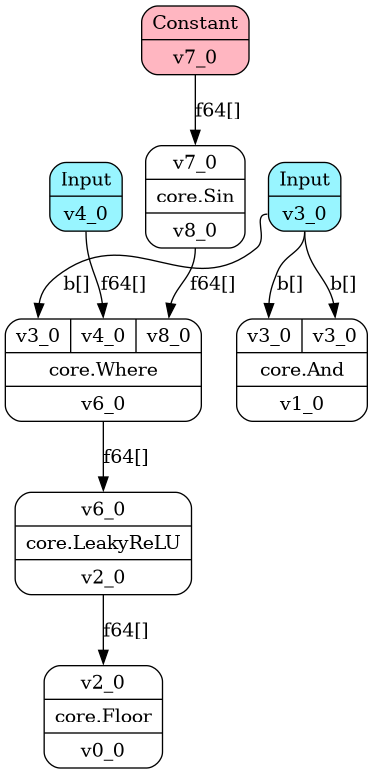 Constant
v7_0
f64[]
Input
v4_0
v7_0
core.Sin
v8_0
Input
v3_0
b[]
f64[]
f64[]
b[]
v3_0 v4_0 v8_0
core.Where
v6_0
v3_0 v3_0
core.And
v1_0
f64[]
v6_0
core.LeakyReLU
v2_0
f64[]
v2_0
core.Floor
v0_0